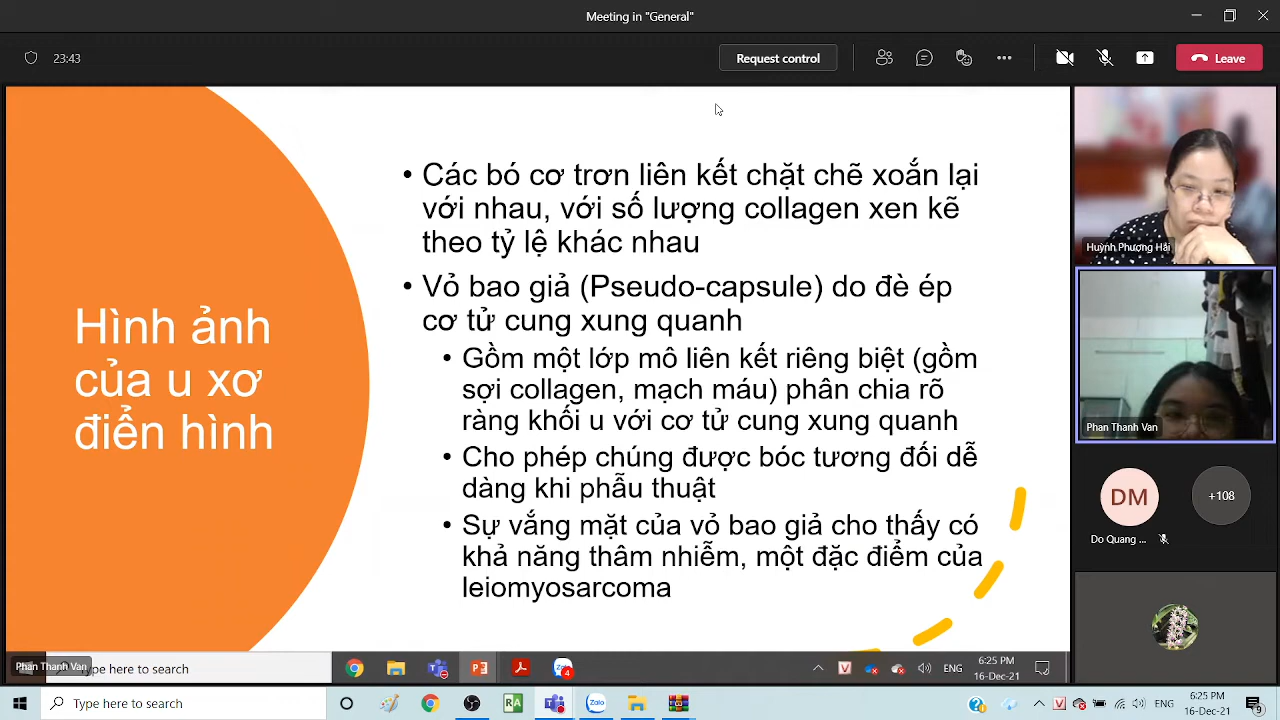 Meeting in "General"
23:43
Request control
Leave
Hình ảnh
của u xơ
điển hình
• Các bó cơ trơn liên kết chặt chẽ xoắn lại
với nhau, với số lượng collagen xen kẽ
theo tỷ lệ khác nhau
• Vỏ bao giả (Pseudo-capsule) do đè ép
cơ tử cung xung quanh
• Gồm một lớp mô liên kết riêng biệt (gồm
sợi collagen, mạch máu) phân chia rõ
ràng khối u với cơ tử cung xung quanh
• Cho phép chúng được bóc tương đối dễ
dàng khi phẫu thuật
• Sự vắng mặt của vỏ bao giả cho thấy có
khả năng thâm nhiễm, một đặc điểm của
leiomyosarcoma
Huỳnh Phương Hải
Phan Thanh Van
DM
+108
Do Quang ...
Phan Thanh Van
Type here to search
4
ENG
6:25 PM
16-Dec-21
Type here to search
RA
Zalo
ENG
6:25 PM
16-Dec-21
9